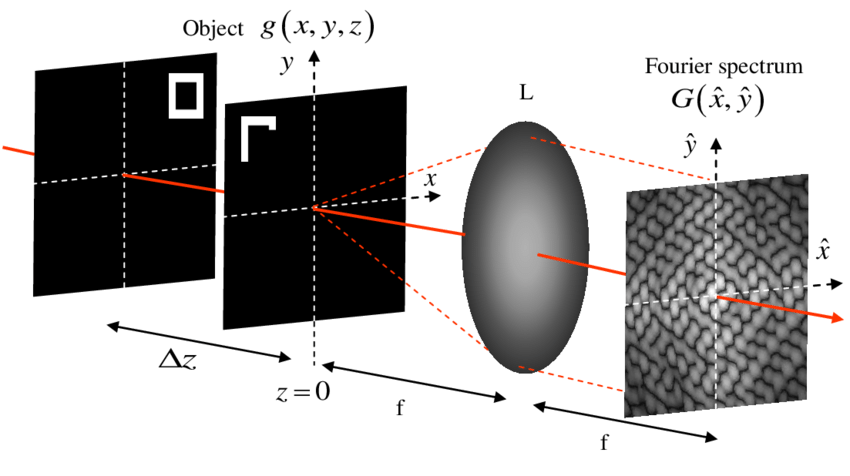 Object g(x, y, z)
y
x
Δz
z = 0
f
L
f
Fourier spectrum
G(x̂, ŷ)
ŷ
x̂